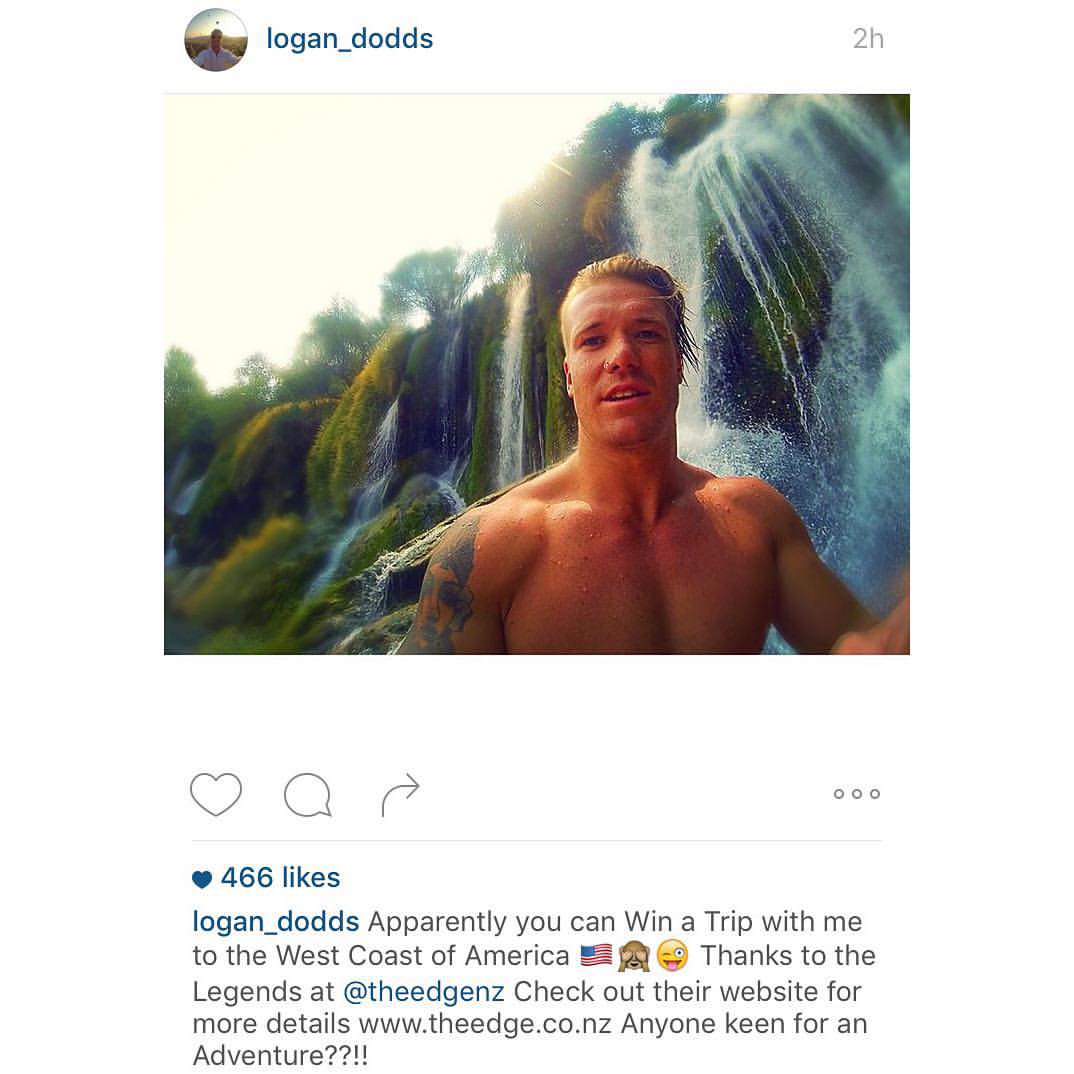 logan_dodds
2h
466 likes
logan_dodds Apparently you can Win a Trip with me
to the West Coast of America 🇺🇸🙈😜 Thanks to the
Legends at @theedgenz Check out their website for
more details www.theedge.co.nz Anyone keen for an
Adventure??!!